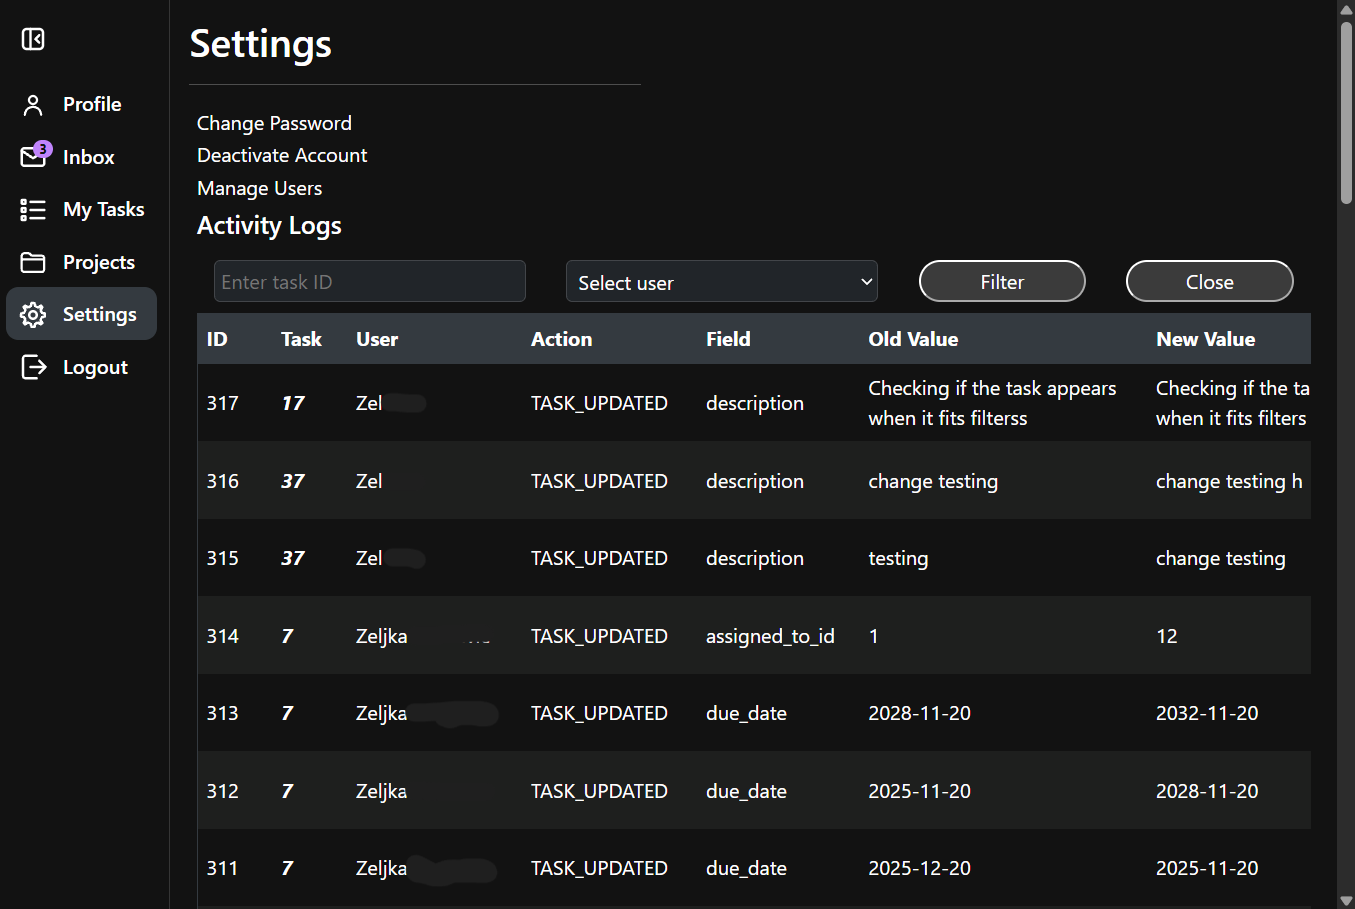 Settings
Profile
3
Inbox
My Tasks
Projects
Settings
Logout
Change Password
Deactivate Account
Manage Users
Activity Logs
Enter task ID Select user Filter Close
ID Task User Action Field Old Value New Value
317 17 Zel TASK_UPDATED description Checking if the task appears Checking if the ta
when it fits filterss when it fits filters
316 37 Zel TASK_UPDATED description change testing change testing h
315 37 Zel TASK_UPDATED description testing change testing
314 7 Zeljka TASK_UPDATED assigned_to_id 1 12
313 7 Zeljka TASK_UPDATED due_date 2028-11-20 2032-11-20
312 7 Zeljka TASK_UPDATED due_date 2025-11-20 2028-11-20
311 7 Zeljka TASK_UPDATED due_date 2025-12-20 2025-11-20